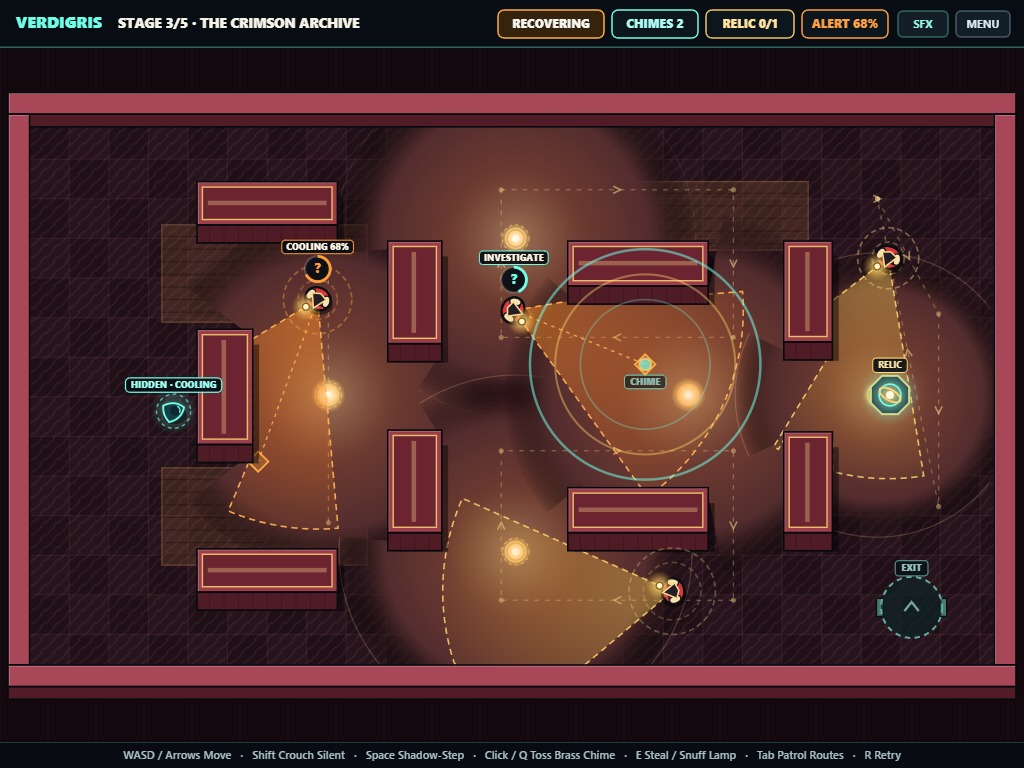 VERDIGRIS STAGE 3/5 · THE CRIMSON ARCHIVE RECOVERING CHIMES 2 RELIC 0/1 ALERT 68% SFX MENU
COOLING 68%
?
INVESTIGATE
?
RELIC
CHIME
HIDDEN · COOLING
EXIT
WASD / Arrows Move · Shift Crouch Silent · Space Shadow-Step · Click / Q Toss Brass Chime · E Steal / Snuff Lamp · Tab Patrol Routes · R Retry